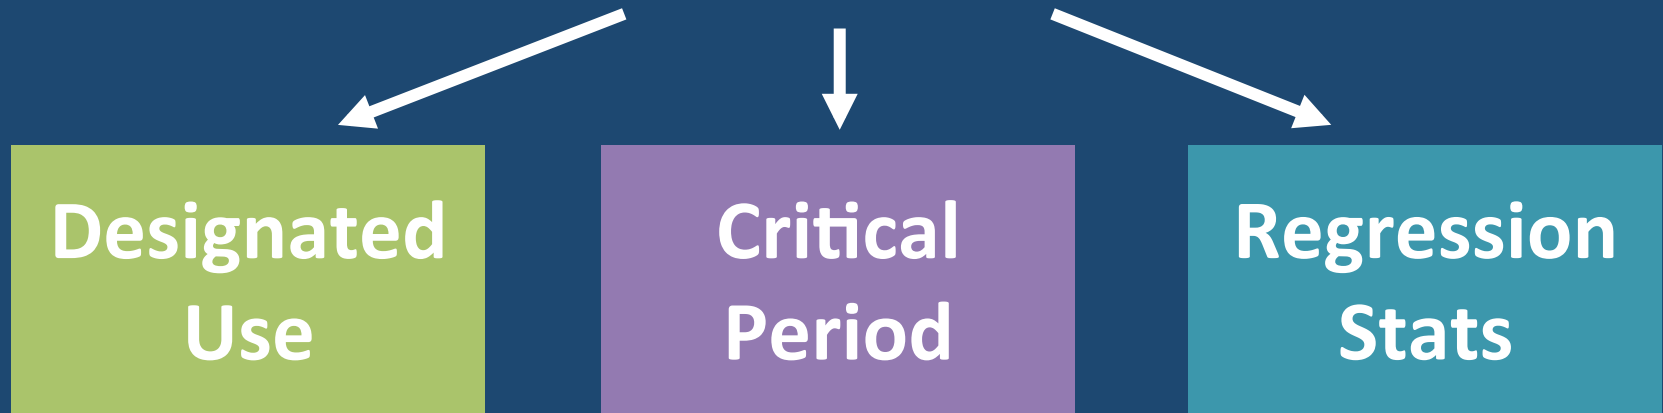 Designated
Use
Critical
Period
Regression
Stats